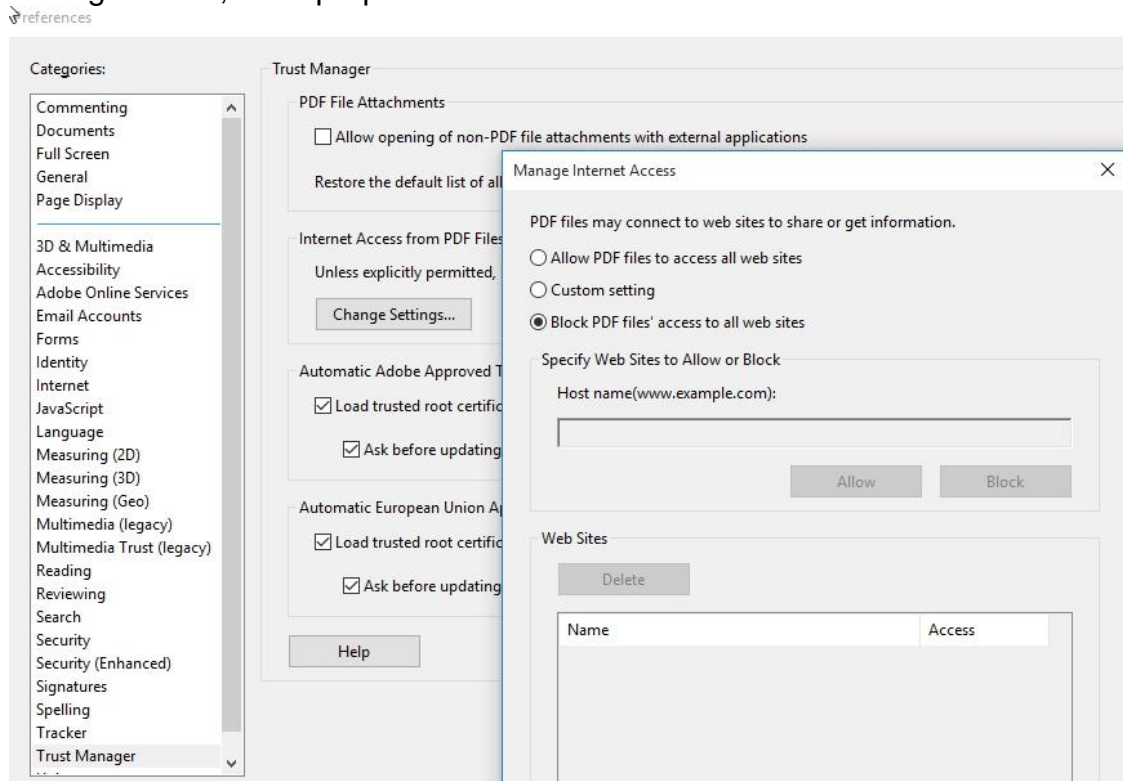 references
Categories:
Commenting
Documents
Full Screen
General
Page Display
3D & Multimedia
Accessibility
Adobe Online Services
Email Accounts
Forms
Identity
Internet
JavaScript
Language
Measuring (2D)
Measuring (3D)
Measuring (Geo)
Multimedia (legacy)
Multimedia Trust (legacy)
Reading
Reviewing
Search
Security
Security (Enhanced)
Signatures
Spelling
Tracker
Trust Manager
Trust Manager
PDF File Attachments
Allow opening of non-PDF file attachments with external applications
Restore the default list of
Internet Access from PDF Files
Unless explicitly permitted,
Change Settings...
Automatic Adobe Approved
Load trusted root
Ask before updating
Automatic European Union
Load trusted root
Ask before updating
Help
Manage Internet Access
PDF files may connect to web sites to share or get information.
Allow PDF files to access all web sites
Custom setting
Block PDF files' access to all web sites
Specify Web Sites to Allow or Block
Host name(www.example.com):
Allow
Block
Web Sites
Delete
Name
Access